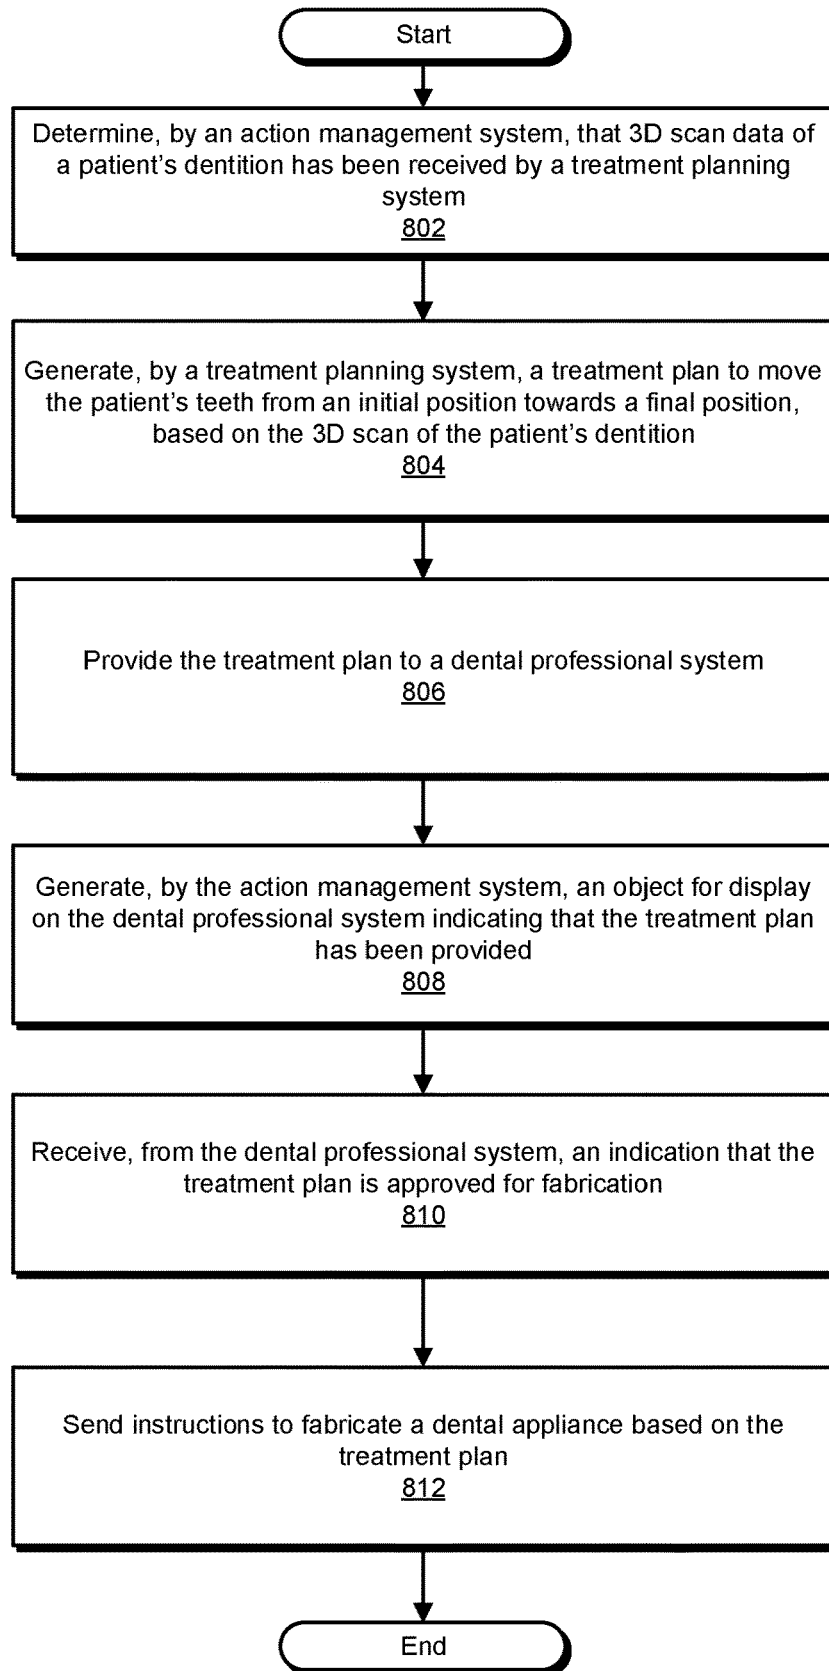 Start
Determine, by an action management system, that 3D scan data of
a patient's dentition has been received by a treatment planning
system
802
Generate, by a treatment planning system, a treatment plan to move
the patient's teeth from an initial position towards a final position,
based on the 3D scan of the patient's dentition
804
Provide the treatment plan to a dental professional system
806
Generate, by the action management system, an object for display
on the dental professional system indicating that the treatment plan
has been provided
808
Receive, from the dental professional system, an indication that the
treatment plan is approved for fabrication
810
Send instructions to fabricate a dental appliance based on the
treatment plan
812
End